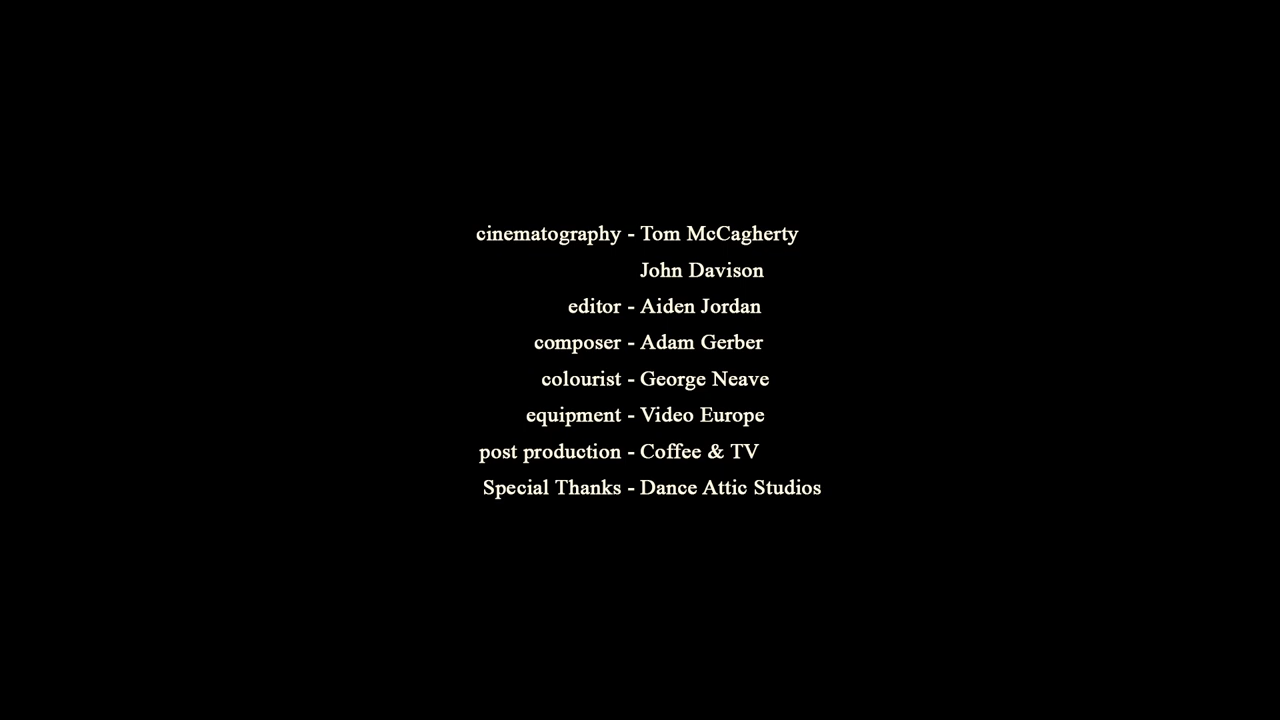 cinematography - Tom McCagherty
John Davison
editor - Aiden Jordan
composer - Adam Gerber
colourist - George Neave
equipment - Video Europe
post production - Coffee & TV
Special Thanks - Dance Attic Studios